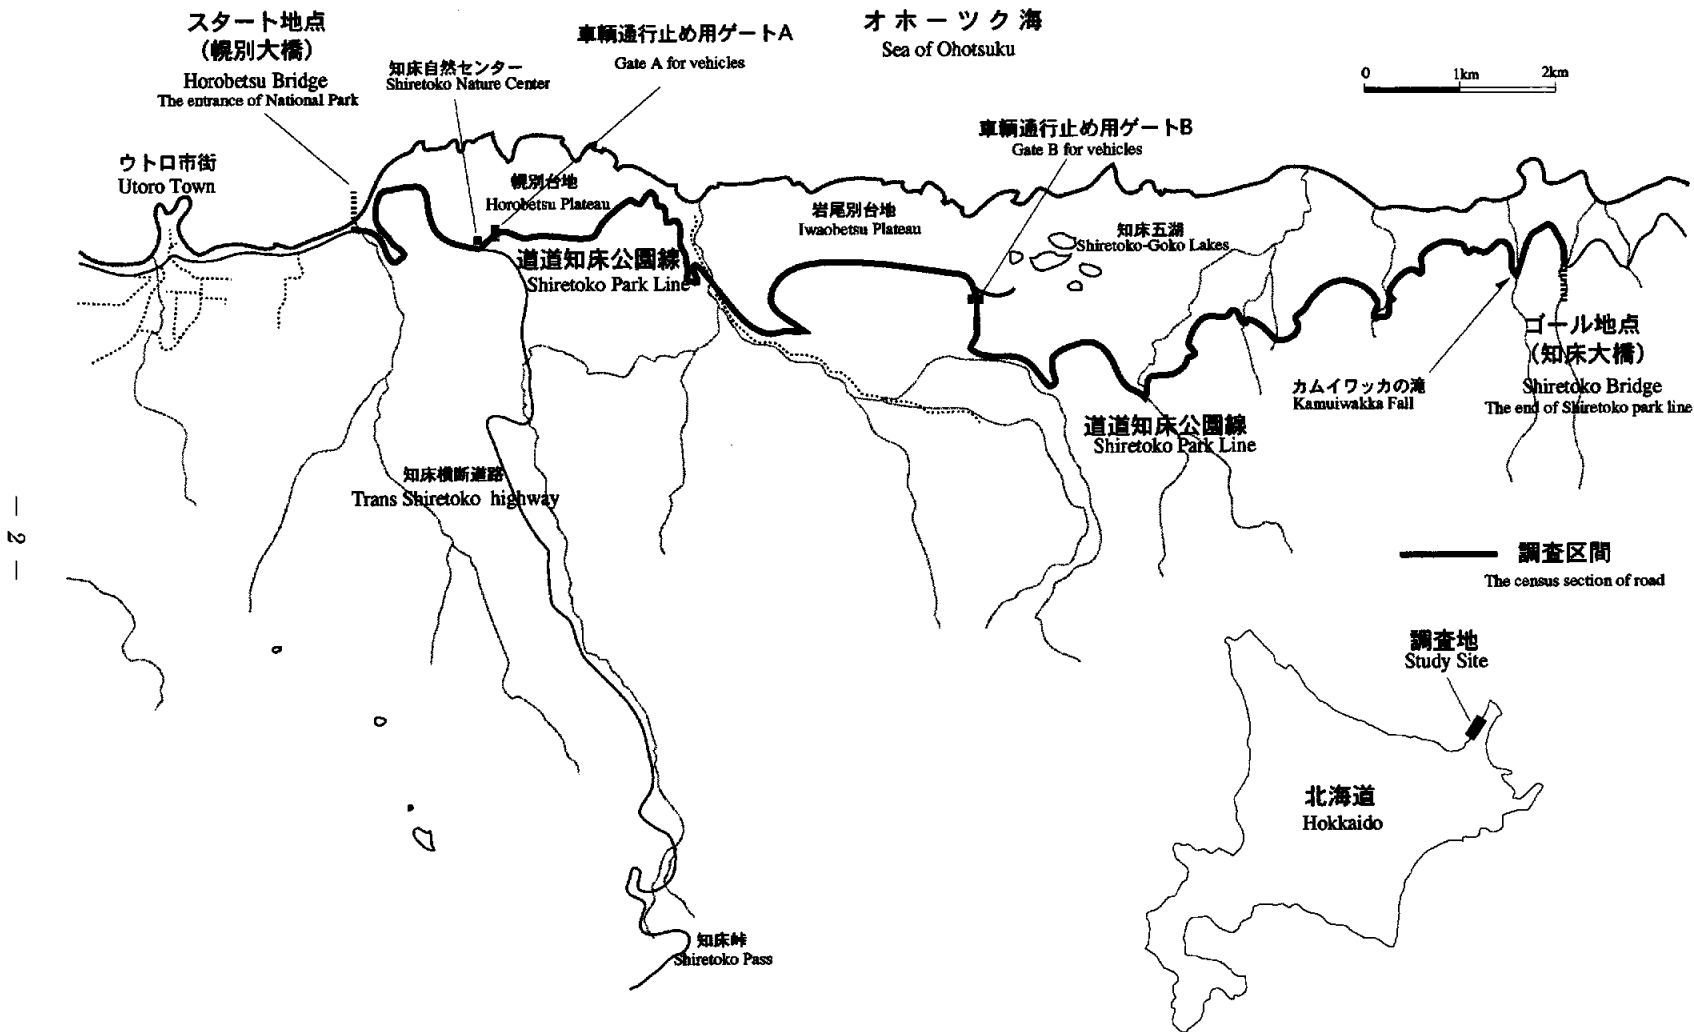 スタート地点
(幌別大橋)
Horobetsu Bridge
The entrance of National Park
知床自然センター
Shiretoko Nature Center
車輌通行止め用ゲートA
Gate A for vehicles
オホーツク海
Sea of Ohotsuku
0 1km 2km
車輌通行止め用ゲートB
Gate B for vehicles
ウトロ市街
Utoro Town
幌別台地
Horobetsu Plateau
岩尾別台地
Iwaobetsu Plateau
知床五湖
Shiretoko-Goko Lakes
道道知床公園線
Shiretoko Park Line
ゴール地点
(知床大橋)
Shiretoko Bridge
The end of Shiretoko park line
カムイワッカの滝
Kamuiwakka Fall
道道知床公園線
Shiretoko Park Line
知床横断道路
Trans Shiretoko highway
調査区間
The census section of road
調査地
Study Site
北海道
Hokkaido
知床峠
Shiretoko Pass
— 2 —